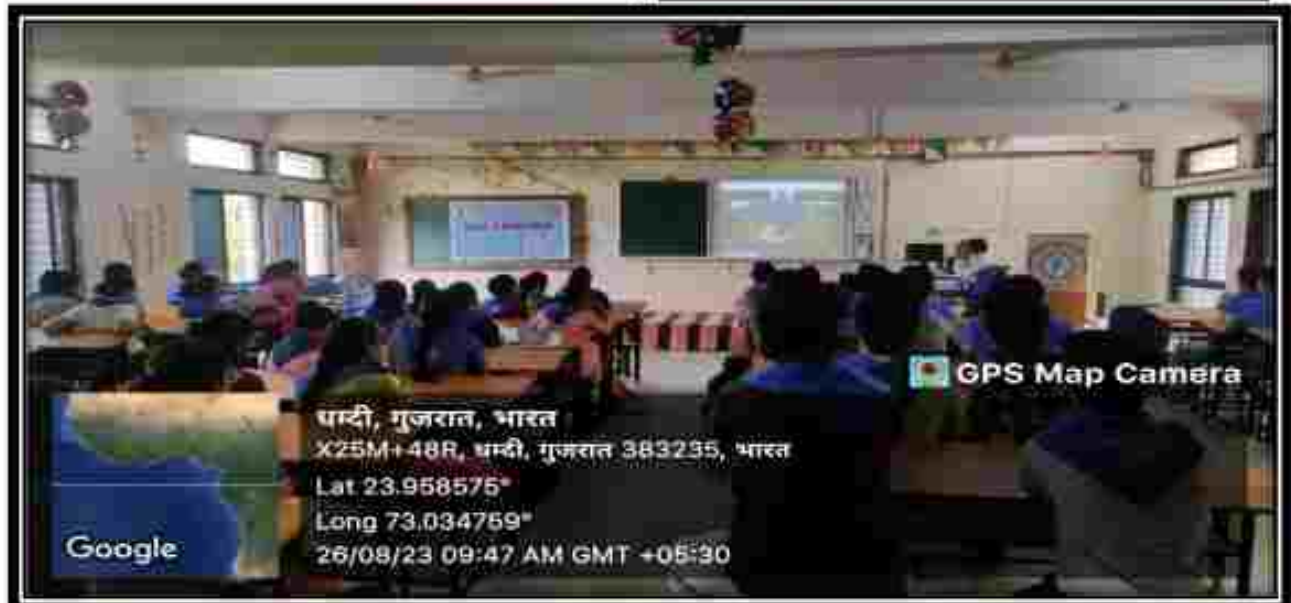 GPS Map Camera
धम्दी, गुजरात, भारत
X25M+48R, धम्दी, गुजरात 383235, भारत
Lat 23.958575°
Long 73.034759°
26/08/23 09:47 AM GMT +05:30
Google